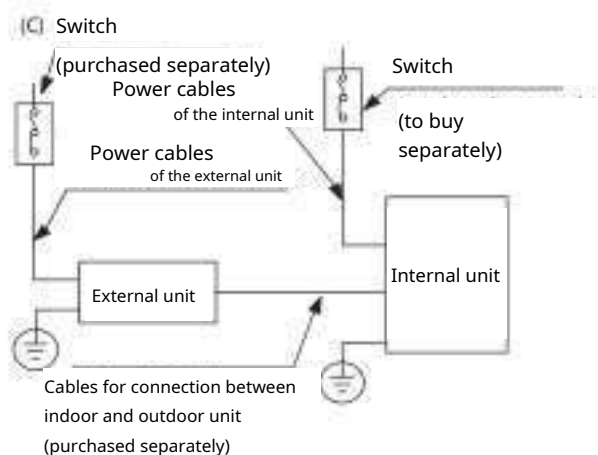 (C) Switch
(purchased separately)
Power cables
of the internal unit
Switch
(to buy
separately)
Power cables
of the external unit
External unit
Internal unit
Cables for connection between
indoor and outdoor unit
(purchased separately)